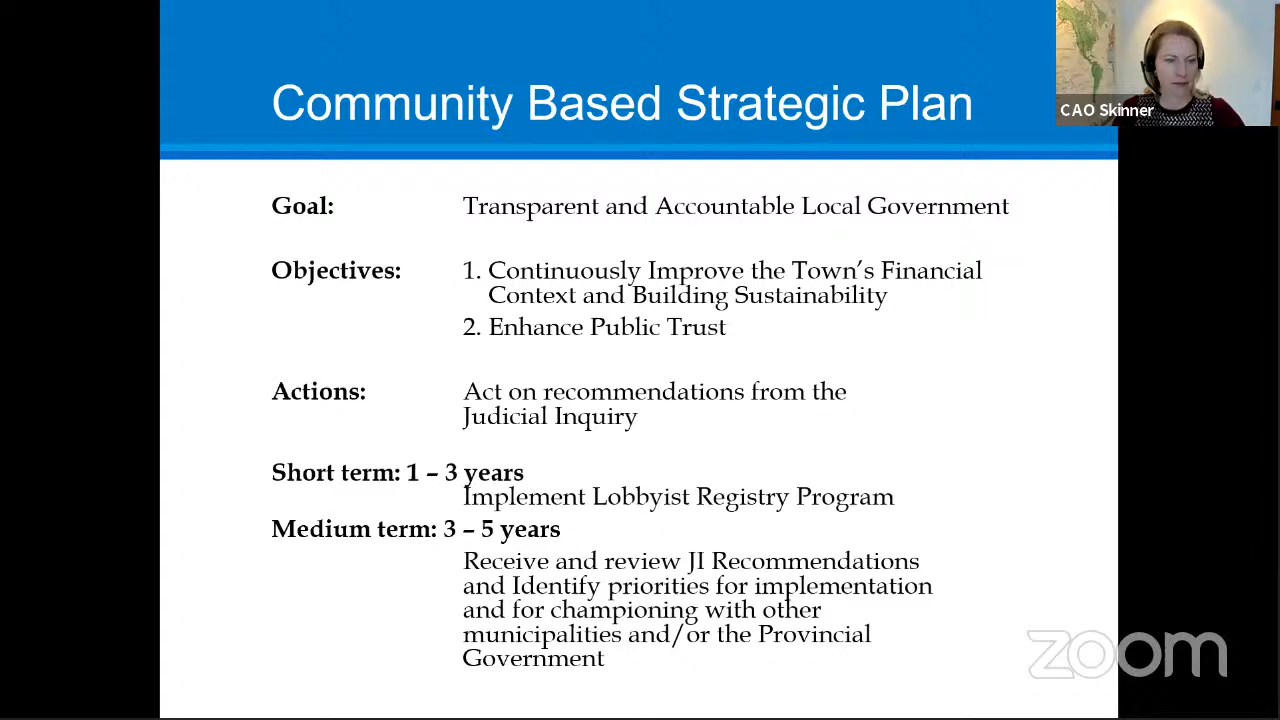 Community Based Strategic Plan
CAO Skinner
Goal: Transparent and Accountable Local Government
Objectives: 1. Continuously Improve the Town's Financial
Context and Building Sustainability
2. Enhance Public Trust
Actions: Act on recommendations from the
Judicial Inquiry
Short term: 1 – 3 years
Implement Lobbyist Registry Program
Medium term: 3 – 5 years
Receive and review JI Recommendations
and Identify priorities for implementation
and for championing with other
municipalities and/or the Provincial
Government
zoom